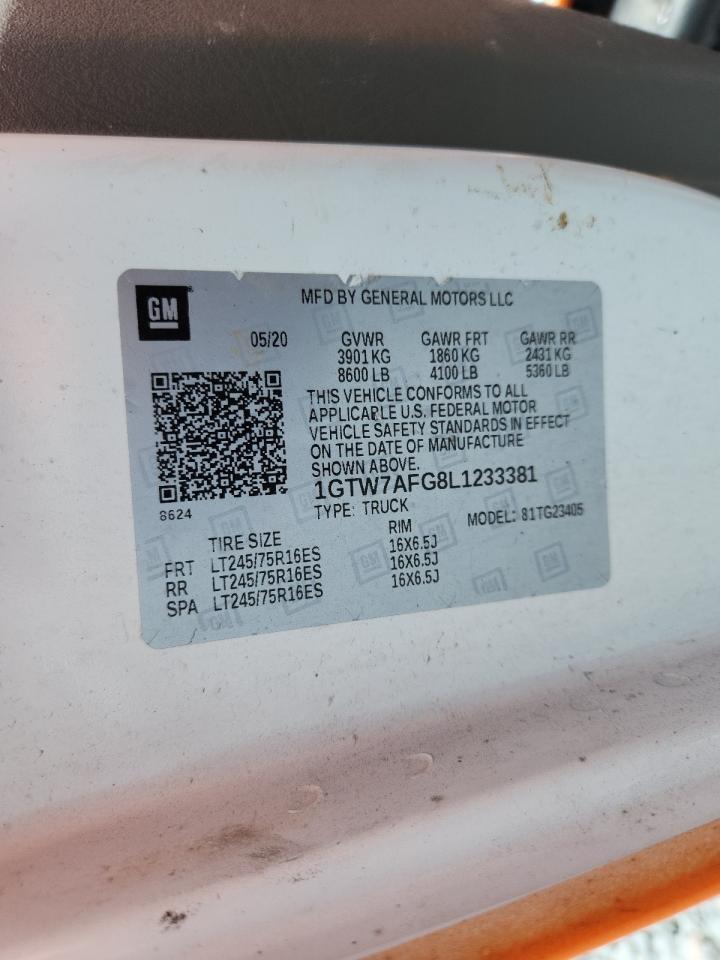 GM
MFD BY GENERAL MOTORS LLC
05/20 GVWR GAWR FRT GAWR RR
3901 KG 1860 KG 2431 KG
8600 LB 4100 LB 5360 LB
THIS VEHICLE CONFORMS TO ALL
APPLICABLE U.S. FEDERAL MOTOR
VEHICLE SAFETY STANDARDS IN EFFECT
ON THE DATE OF MANUFACTURE
SHOWN ABOVE.
1GTW7AFG8L1233381
8624
TYPE: TRUCK MODEL: 81TG23405
TIRE SIZE RIM
FRT LT245/75R16ES 16X6.5J
RR LT245/75R16ES 16X6.5J
SPA LT245/75R16ES 16X6.5J